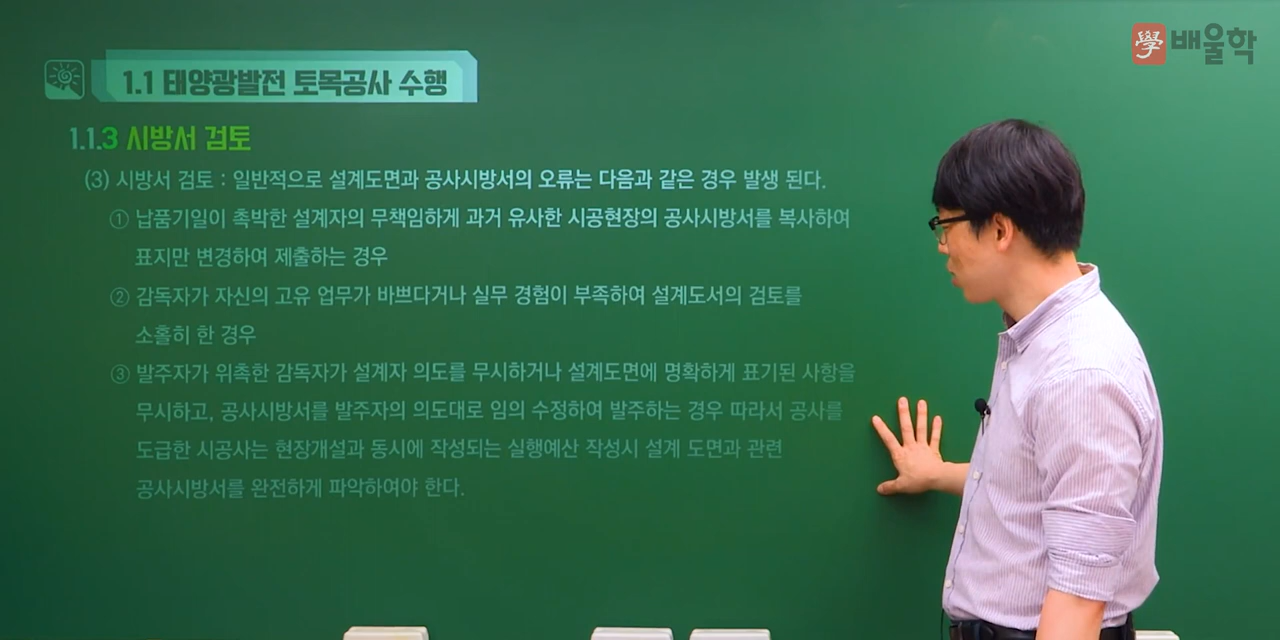 學 배울학
1.1 태양광발전 토목공사 수행
1.1.3 시방서 검토
(3) 시방서 검토 : 일반적으로 설계도면과 공사시방서의 오류는 다음과 같은 경우 발생 된다.
① 납품기일이 촉박한 설계자의 무책임하게 과거 유사한 시공현장의 공사시방서를 복사하여
표지만 변경하여 제출하는 경우
② 감독자가 자신의 고유 업무가 바쁘다거나 실무 경험이 부족하여 설계도서의 검토를
소홀히 한 경우
③ 발주자가 위촉한 감독자가 설계자 의도를 무시하거나 설계도면에 명확하게 표기된 사항을
무시하고, 공사시방서를 발주자의 의도대로 임의 수정하여 발주하는 경우 따라서 공사를
도급한 시공사는 현장개설과 동시에 작성되는 실행예산 작성시 설계 도면과 관련
공사시방서를 완전하게 파악하여야 한다.